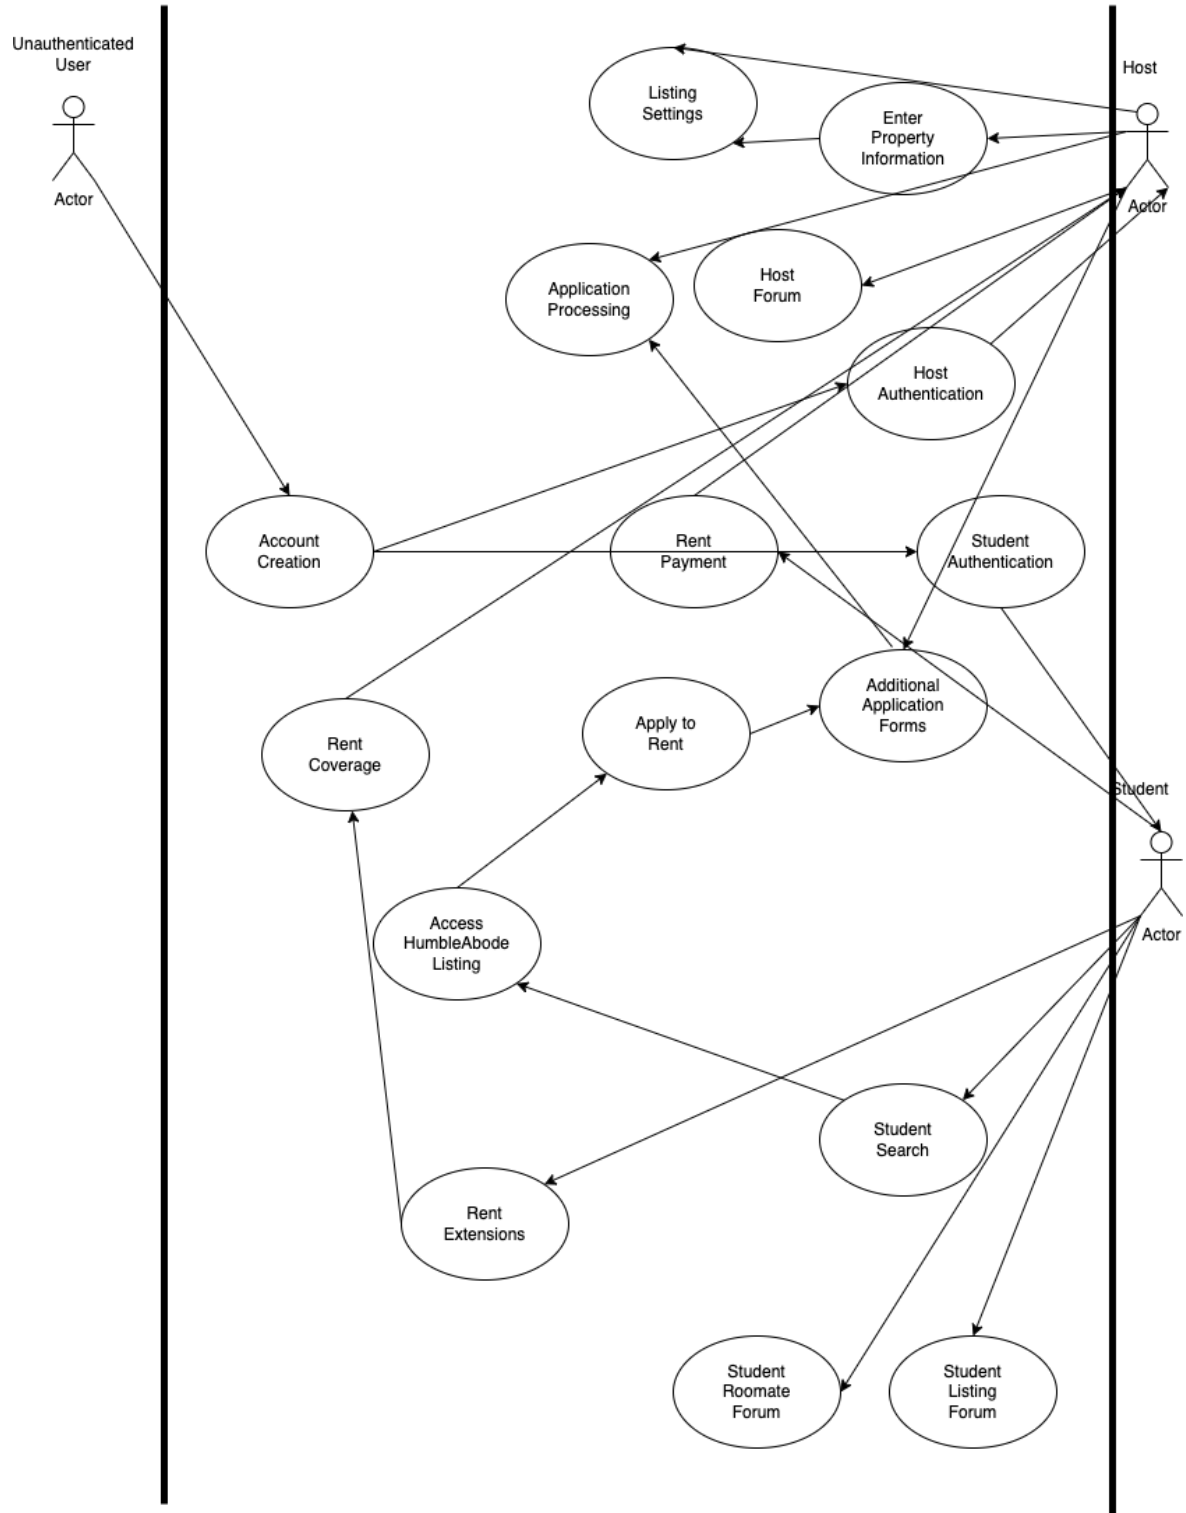 Unauthenticated
User
Actor
Host
Actor
Listing
Settings
Enter
Property
Information
Application
Processing
Host
Forum
Host
Authentication
Account
Creation
Rent
Payment
Student
Authentication
Additional
Application
Forms
Apply to
Rent
Rent
Coverage
Student
Actor
Access
HumbleAbode
Listing
Student
Search
Rent
Extensions
Student
Roomate
Forum
Student
Listing
Forum